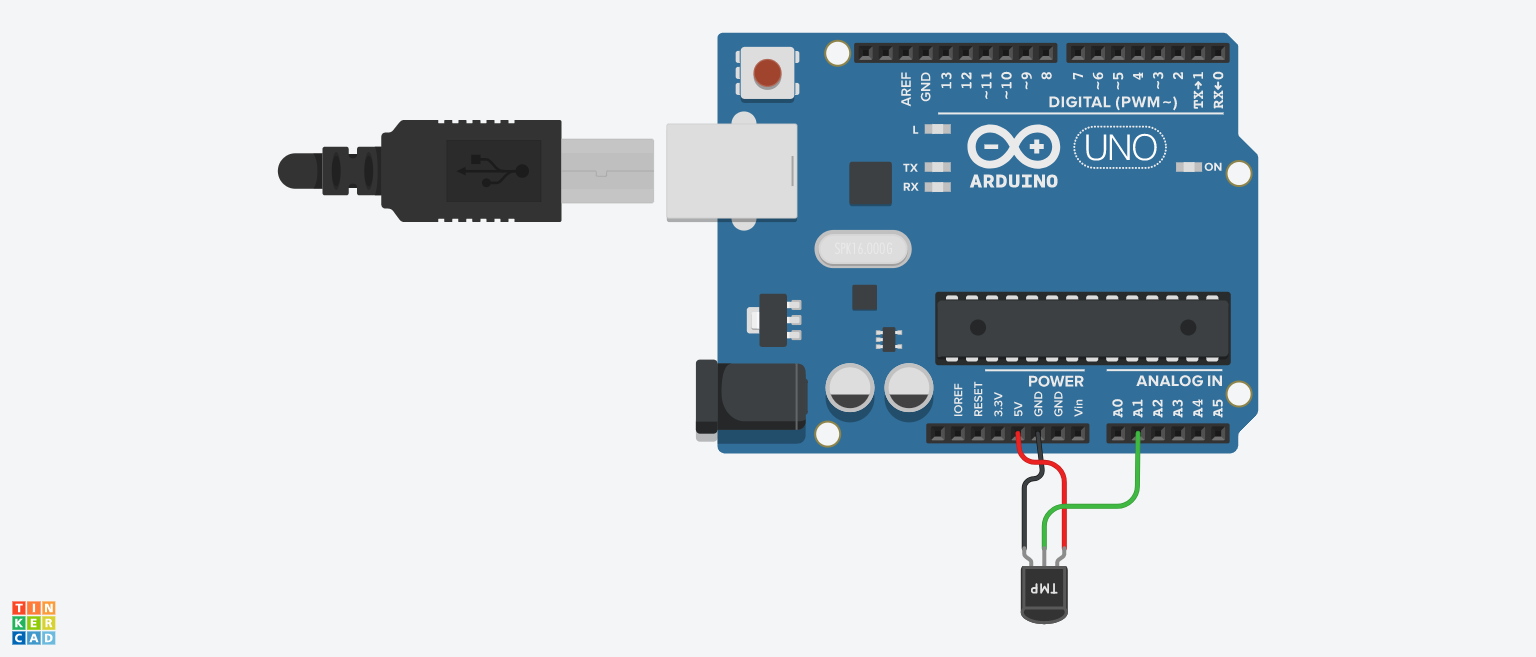 AREF
GND
13
12
~11
~10
~9
8
7
~6
~5
4
~3
2
TX→1
RX←0
DIGITAL (PWM~)
L
TX
RX
ARDUINO
UNO
ON
SPK16.000G
POWER
ANALOG IN
IOREF
RESET
3.3V
5V
GND
GND
Vin
A0
A1
A2
A3
A4
A5
TMP
TIN
KER
CAD